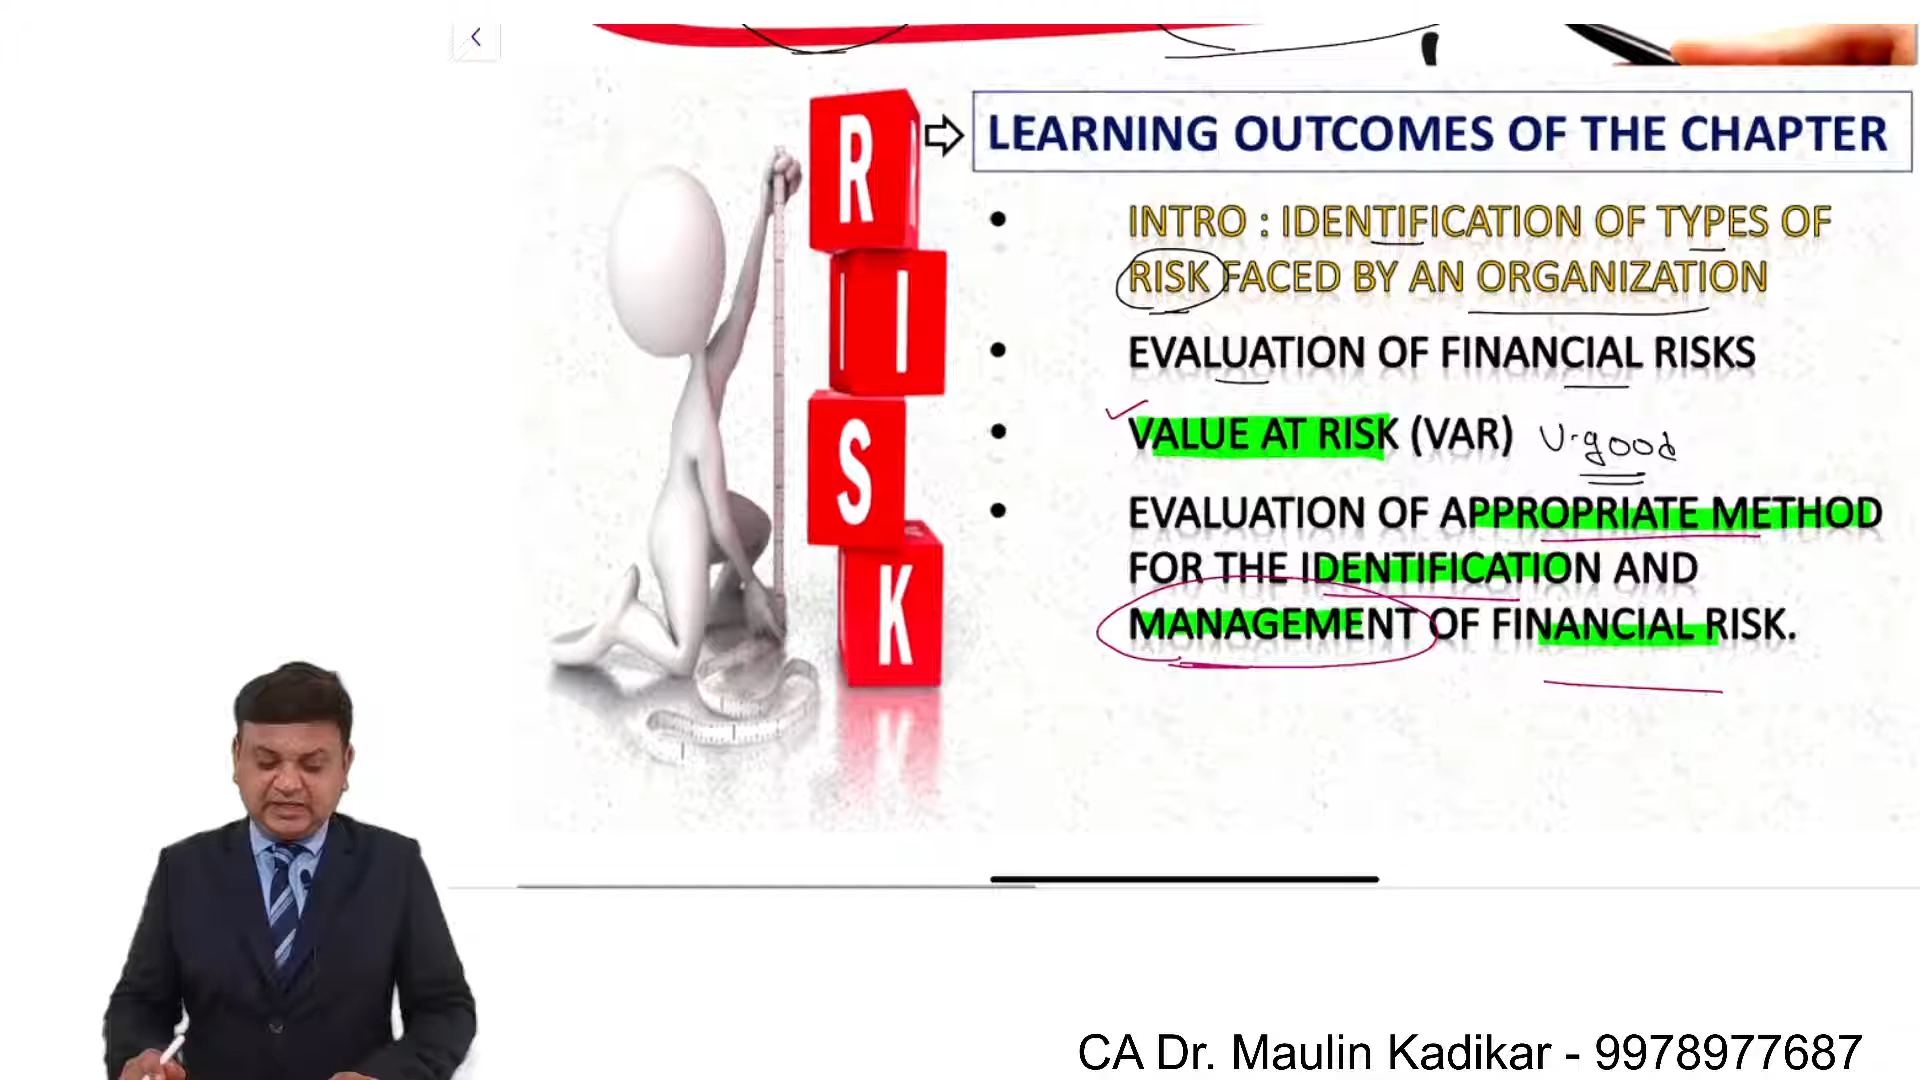 R
I
S
K
LEARNING OUTCOMES OF THE CHAPTER
• INTRO : IDENTIFICATION OF TYPES OF
RISK FACED BY AN ORGANIZATION
• EVALUATION OF FINANCIAL RISKS
• VALUE AT RISK (VAR) V.good
• EVALUATION OF APPROPRIATE METHOD
FOR THE IDENTIFICATION AND
MANAGEMENT OF FINANCIAL RISK.
CA Dr. Maulin Kadikar - 9978977687